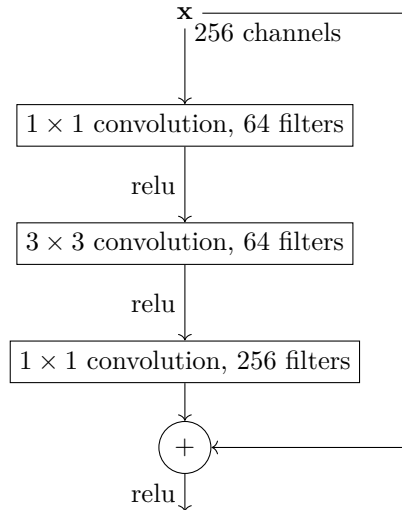 x
256 channels
1 × 1 convolution, 64 filters
relu
3 × 3 convolution, 64 filters
relu
1 × 1 convolution, 256 filters
+
relu